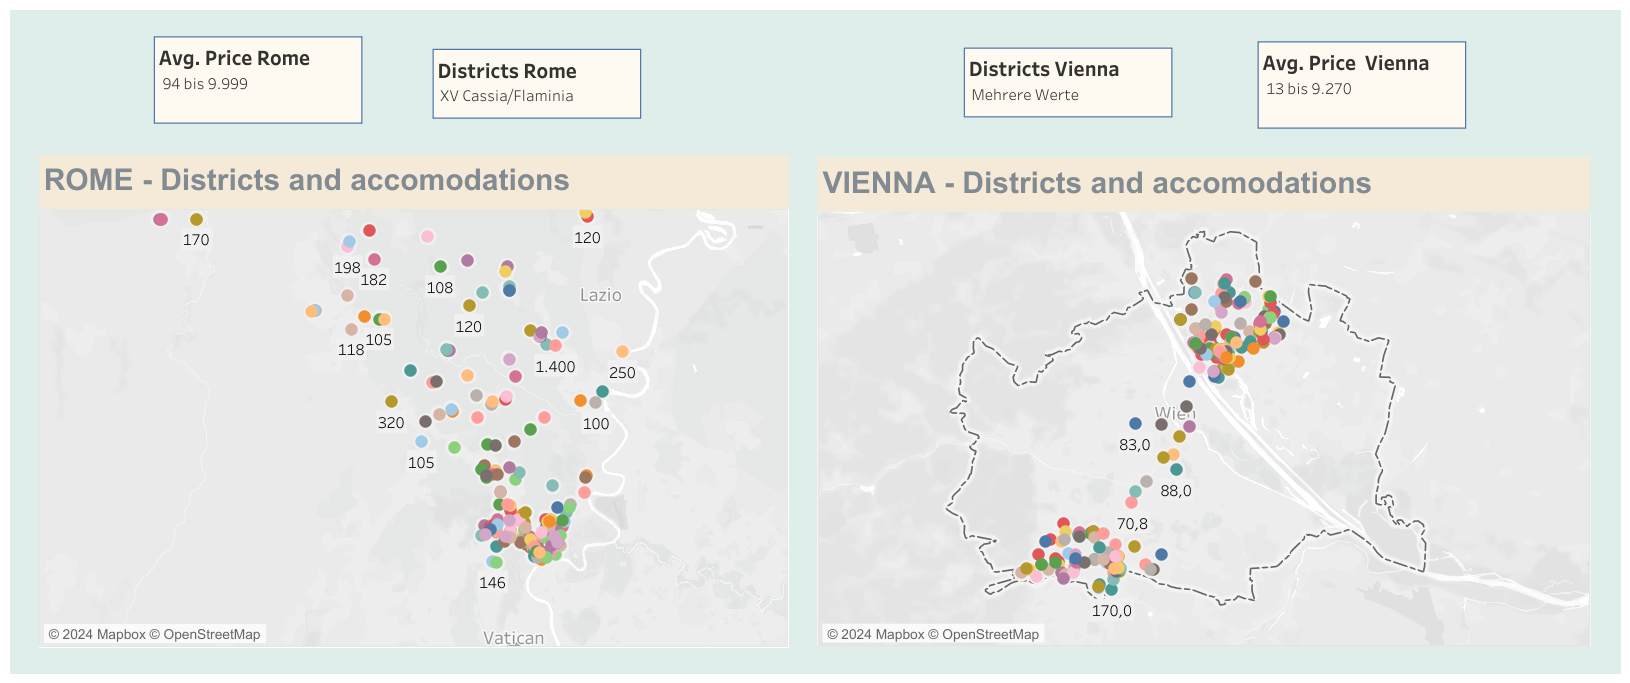 Avg. Price Rome
94 bis 9.999
Districts Rome
XV Cassia/Flaminia
Districts Vienna
Mehrere Werte
Avg. Price  Vienna
13 bis 9.270
ROME - Districts and accomodations
170
120
198
182
108
Lazio
120
105
118
1.400
250
320
100
105
146
Vatican
© 2024 Mapbox © OpenStreetMap
VIENNA - Districts and accomodations
Wien
83,0
88,0
70,8
170,0
© 2024 Mapbox © OpenStreetMap